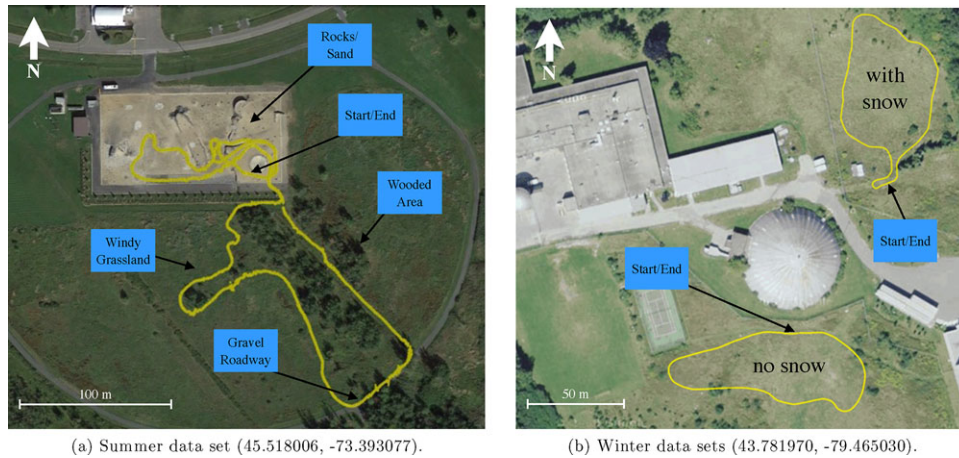 N
Rocks/
Sand
Start/End
Wooded
Area
Windy
Grassland
Gravel
Roadway
100 m
(a) Summer data set (45.518006, -73.393077).
N
with
snow
Start/End
Start/End
no snow
50 m
(b) Winter data sets (43.781970, -79.465030).